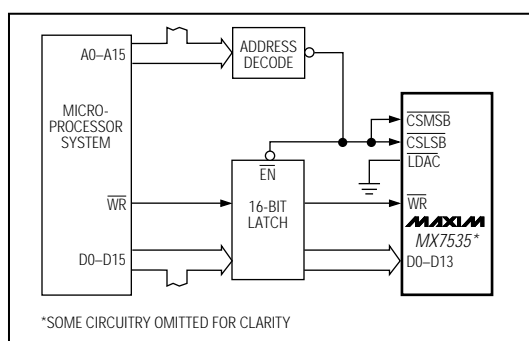 A0–A15
ADDRESS
DECODE
MICRO-
PROCESSOR
SYSTEM
CSMSB
CSLSB
LDAC
EN
WR
16-BIT
LATCH
WR
MAXIM
MX7535*
D0–D15
D0–D13
*SOME CIRCUITRY OMITTED FOR CLARITY